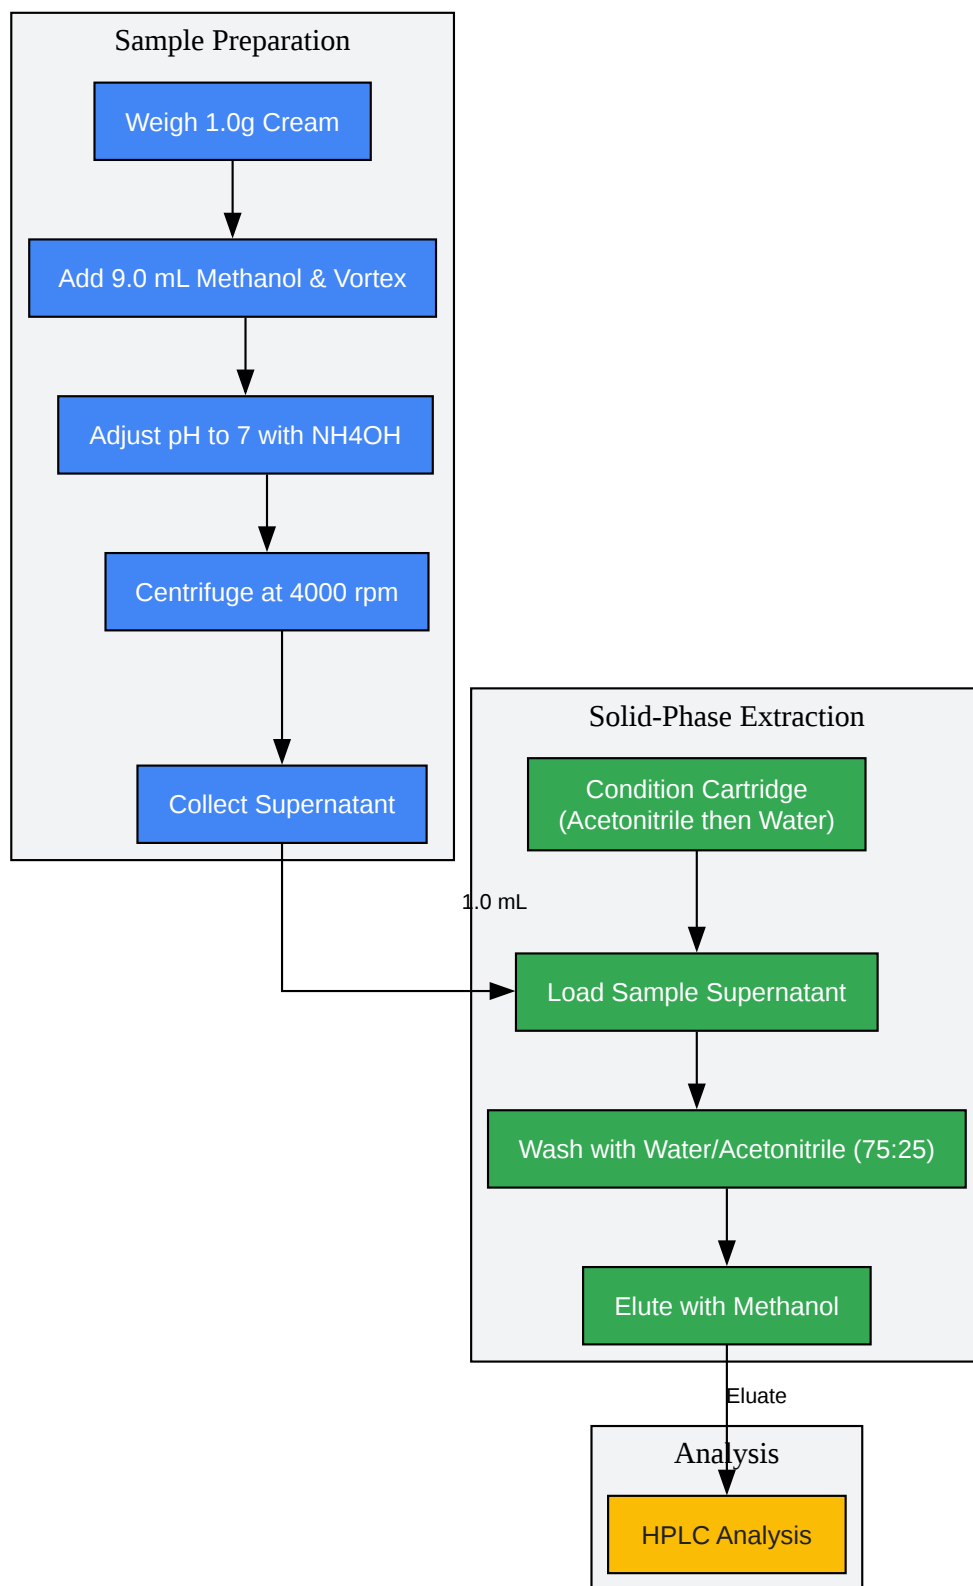 Sample Preparation
Weigh 1.0g Cream
Add 9.0 mL Methanol & Vortex
Adjust pH to 7 with NH4OH
Centrifuge at 4000 rpm
Collect Supernatant
1.0 mL
Solid-Phase Extraction
Condition Cartridge
(Acetonitrile then Water)
Load Sample Supernatant
Wash with Water/Acetonitrile (75:25)
Elute with Methanol
Eluate
Analysis
HPLC Analysis